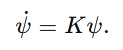 ψ̇ = Kψ.